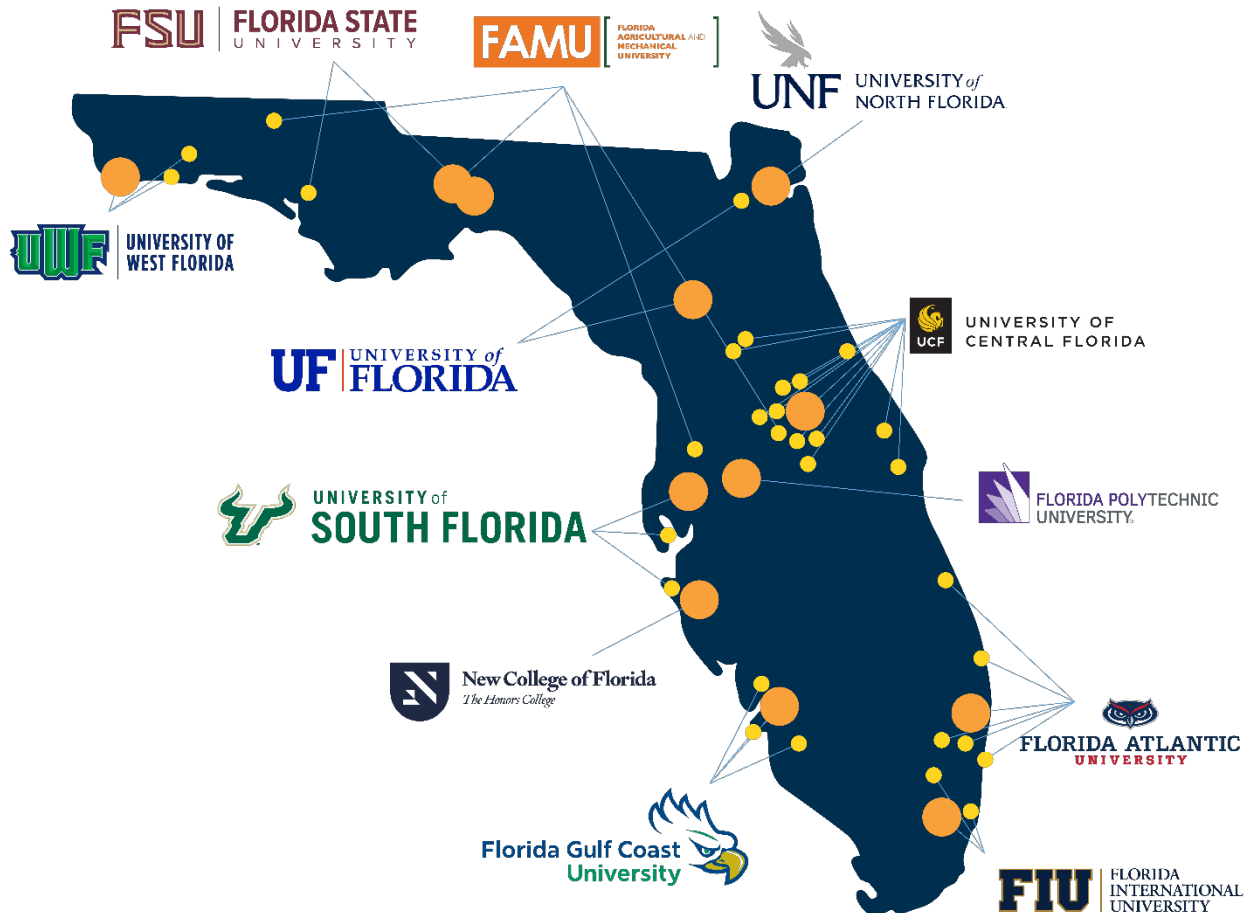 FSU
FLORIDA STATE
UNIVERSITY
FAMU
FLORIDA
AGRICULTURAL AND
MECHANICAL
UNIVERSITY
UNF
UNIVERSITY of
NORTH FLORIDA
UWF
UNIVERSITY OF
WEST FLORIDA
UF
UNIVERSITY of
FLORIDA
UCF
UNIVERSITY OF
CENTRAL FLORIDA
UNIVERSITY of
SOUTH FLORIDA
FLORIDA POLYTECHNIC
UNIVERSITY
New College of Florida
The Honors College
N
FLORIDA ATLANTIC
UNIVERSITY
Florida Gulf Coast
University
FIU
FLORIDA
INTERNATIONAL
UNIVERSITY